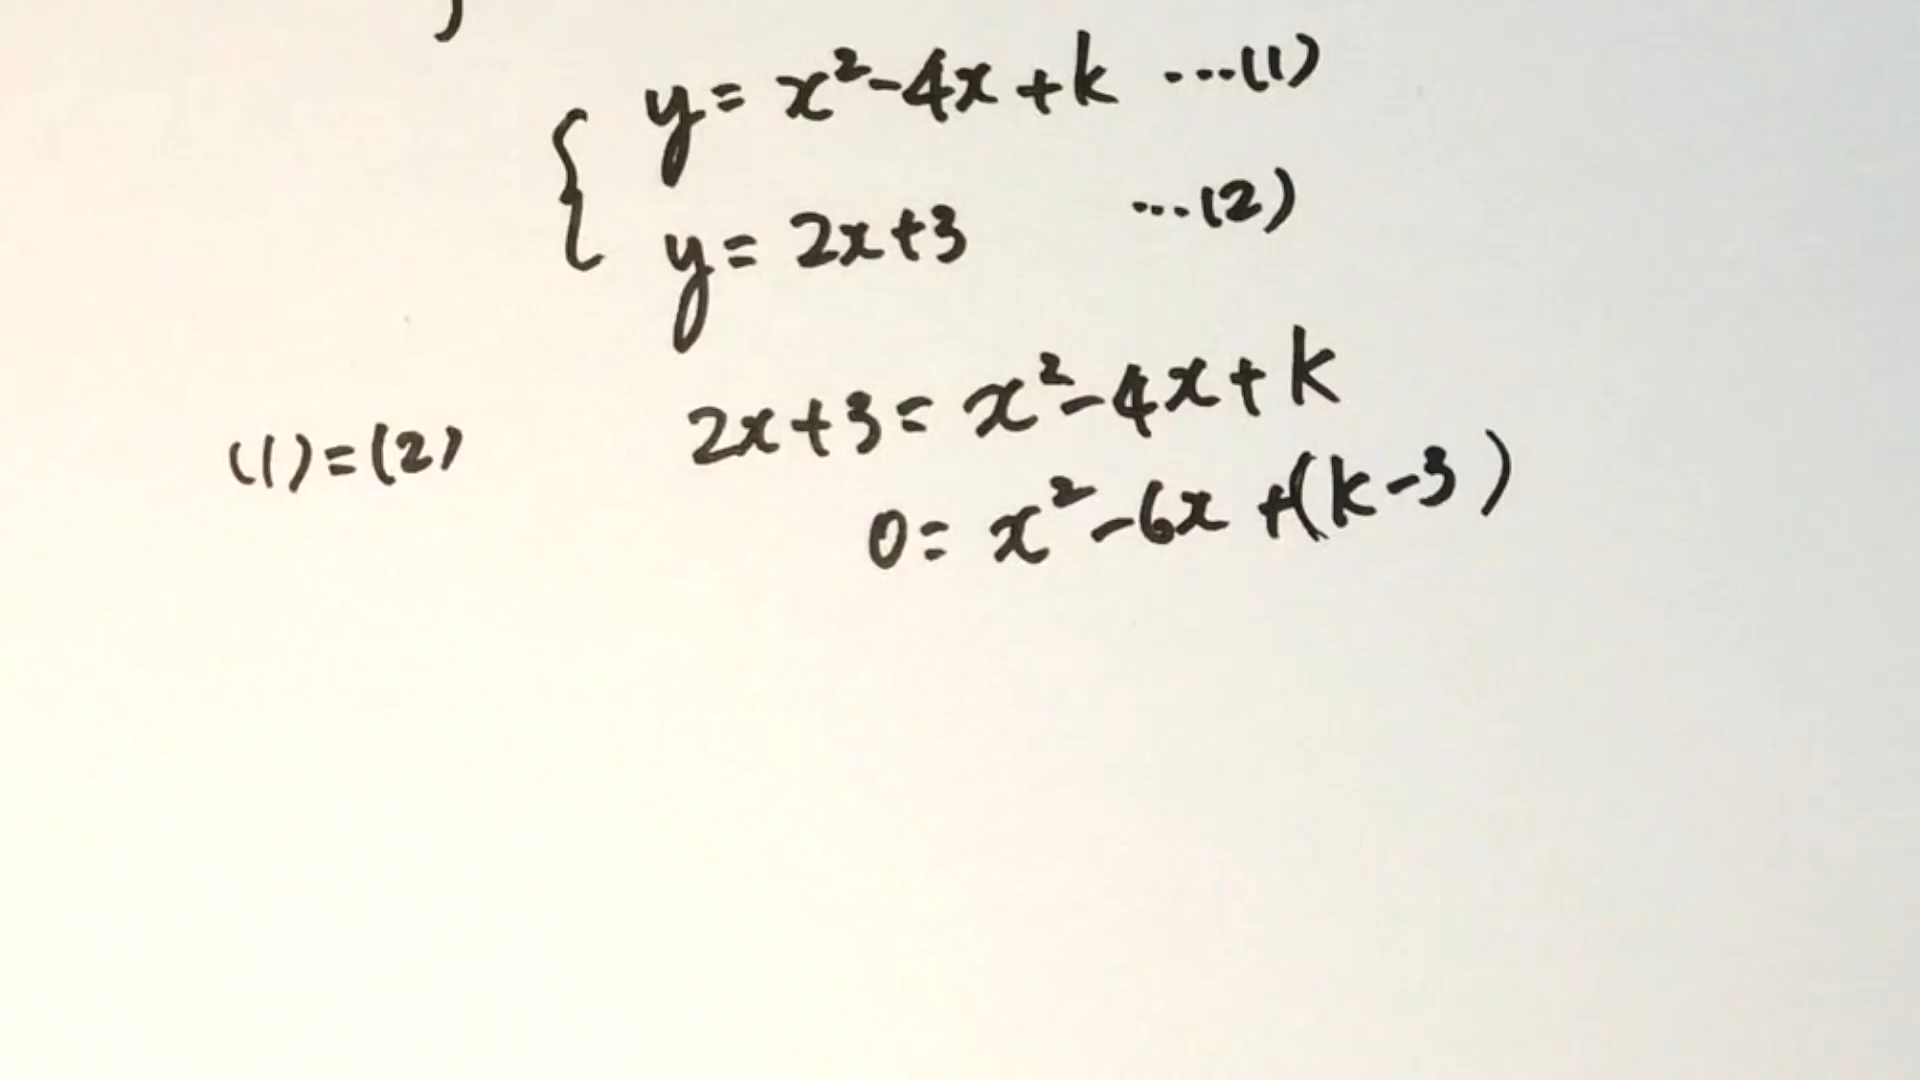 y = x² - 4x + k ...(1)
y = 2x + 3 ...(2)
(1) = (2) 2x + 3 = x² - 4x + k
0 = x² - 6x + (k - 3)